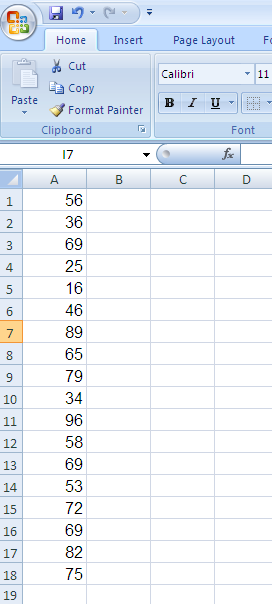 Home Insert Page Layout F
Cut
Copy
Format Painter
Paste
Clipboard
Calibri 11
B I U
Font
I7 fx
A B C D
1 56
2 36
3 69
4 25
5 16
6 46
7 89
8 65
9 79
10 34
11 96
12 58
13 69
14 53
15 72
16 69
17 82
18 75
19